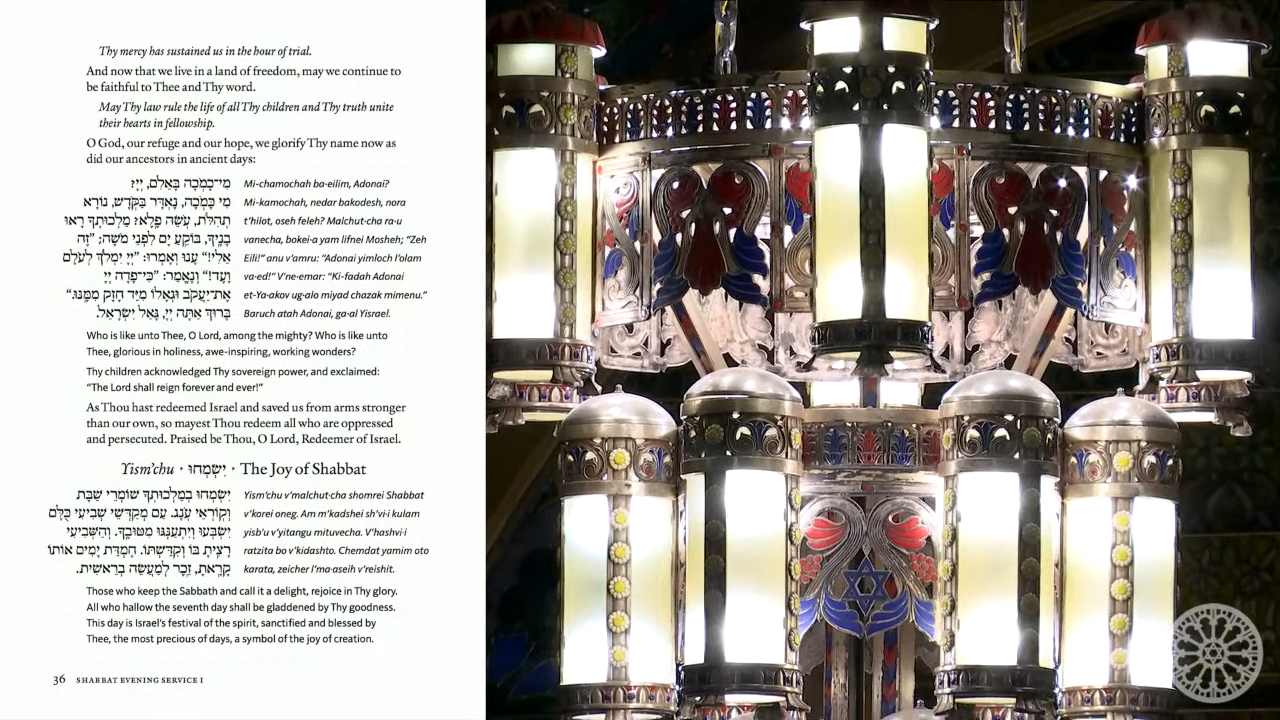 Thy mercy has sustained us in the hour of trial.
And now that we live in a land of freedom, may we continue to
be faithful to Thee and Thy word.
May Thy law rule the life of all Thy children and Thy truth unite
their hearts in fellowship.
O God, our refuge and our hope, we glorify Thy name now as
did our ancestors in ancient days:
מִי־כָמֹכָה בָּאֵלִם, יְיָ?
מִי כָּמֹכָה, נֶאְדָּר בַּקֹּדֶשׁ, נוֹרָא
תְהִלֹּת, עֹשֵׂה פֶלֶא? מַלְכוּתְךָ רָאוּ
בָנֶיךָ, בּוֹקֵעַ יָם לִפְנֵי מֹשֶׁה; ”זֶה
אֵלִי!“ עָנוּ וְאָמְרוּ: ”יְיָ יִמְלֹךְ לְעֹלָם
וָעֶד!“ וְנֶאֱמַר: ”כִּי־פָדָה יְיָ
אֶת־יַעֲקֹב וּגְאָלוֹ מִיַּד חָזָק מִמֶּנּוּ.“
בָּרוּךְ אַתָּה יְיָ, גָּאַל יִשְׂרָאֵל.
Mi-chamochah ba-eilim, Adonai?
Mi-kamochah, nedar bakodesh, nora
t'hilot, oseh feleh? Malchut-cha ra-u
vanecha, bokei-a yam lifnei Mosheh; “Zeh
Eili!” anu v'amru: “Adonai yimloch l'olam
va-ed!” V'ne-emar: “Ki-fadah Adonai
et-Ya-akov ug-alo miyad chazak mimenu.”
Baruch atah Adonai, ga-al Yisrael.
Who is like unto Thee, O Lord, among the mighty? Who is like unto
Thee, glorious in holiness, awe-inspiring, working wonders?
Thy children acknowledged Thy sovereign power, and exclaimed:
“The Lord shall reign forever and ever!”
As Thou hast redeemed Israel and saved us from arms stronger
than our own, so mayest Thou redeem all who are oppressed
and persecuted. Praised be Thou, O Lord, Redeemer of Israel.
Yism'chu · יִשְׂמְחוּ · The Joy of Shabbat
יִשְׂמְחוּ בְמַלְכוּתְךָ שׁוֹמְרֵי שַׁבָּת
וְקוֹרְאֵי עֹנֶג. עַם מְקַדְּשֵׁי שְׁבִיעִי כֻּלָּם
יִשְׂבְּעוּ וְיִתְעַנְּגוּ מִטּוּבֶךָ. וְהַשְּׁבִיעִי
רָצִיתָ בּוֹ וְקִדַּשְׁתּוֹ. חֶמְדַּת יָמִים אוֹתוֹ
קָרָאתָ, זֵכֶר לְמַעֲשֵׂה בְרֵאשִׁית.
Yism'chu v'malchut-cha shomrei Shabbat
v'korei oneg. Am m'kadshei sh'vi-i kulam
yisb'u v'yitangu mituvecha. V'hashvi-i
ratzita bo v'kidashto. Chemdat yamim oto
karata, zeicher l'ma-aseih v'reishit.
Those who keep the Sabbath and call it a delight, rejoice in Thy glory.
All who hallow the seventh day shall be gladdened by Thy goodness.
This day is Israel's festival of the spirit, sanctified and blessed by
Thee, the most precious of days, a symbol of the joy of creation.
36 SHABBAT EVENING SERVICE I